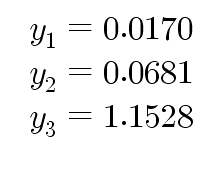 y₁ = 0.0170
y₂ = 0.0681
y₃ = 1.1528